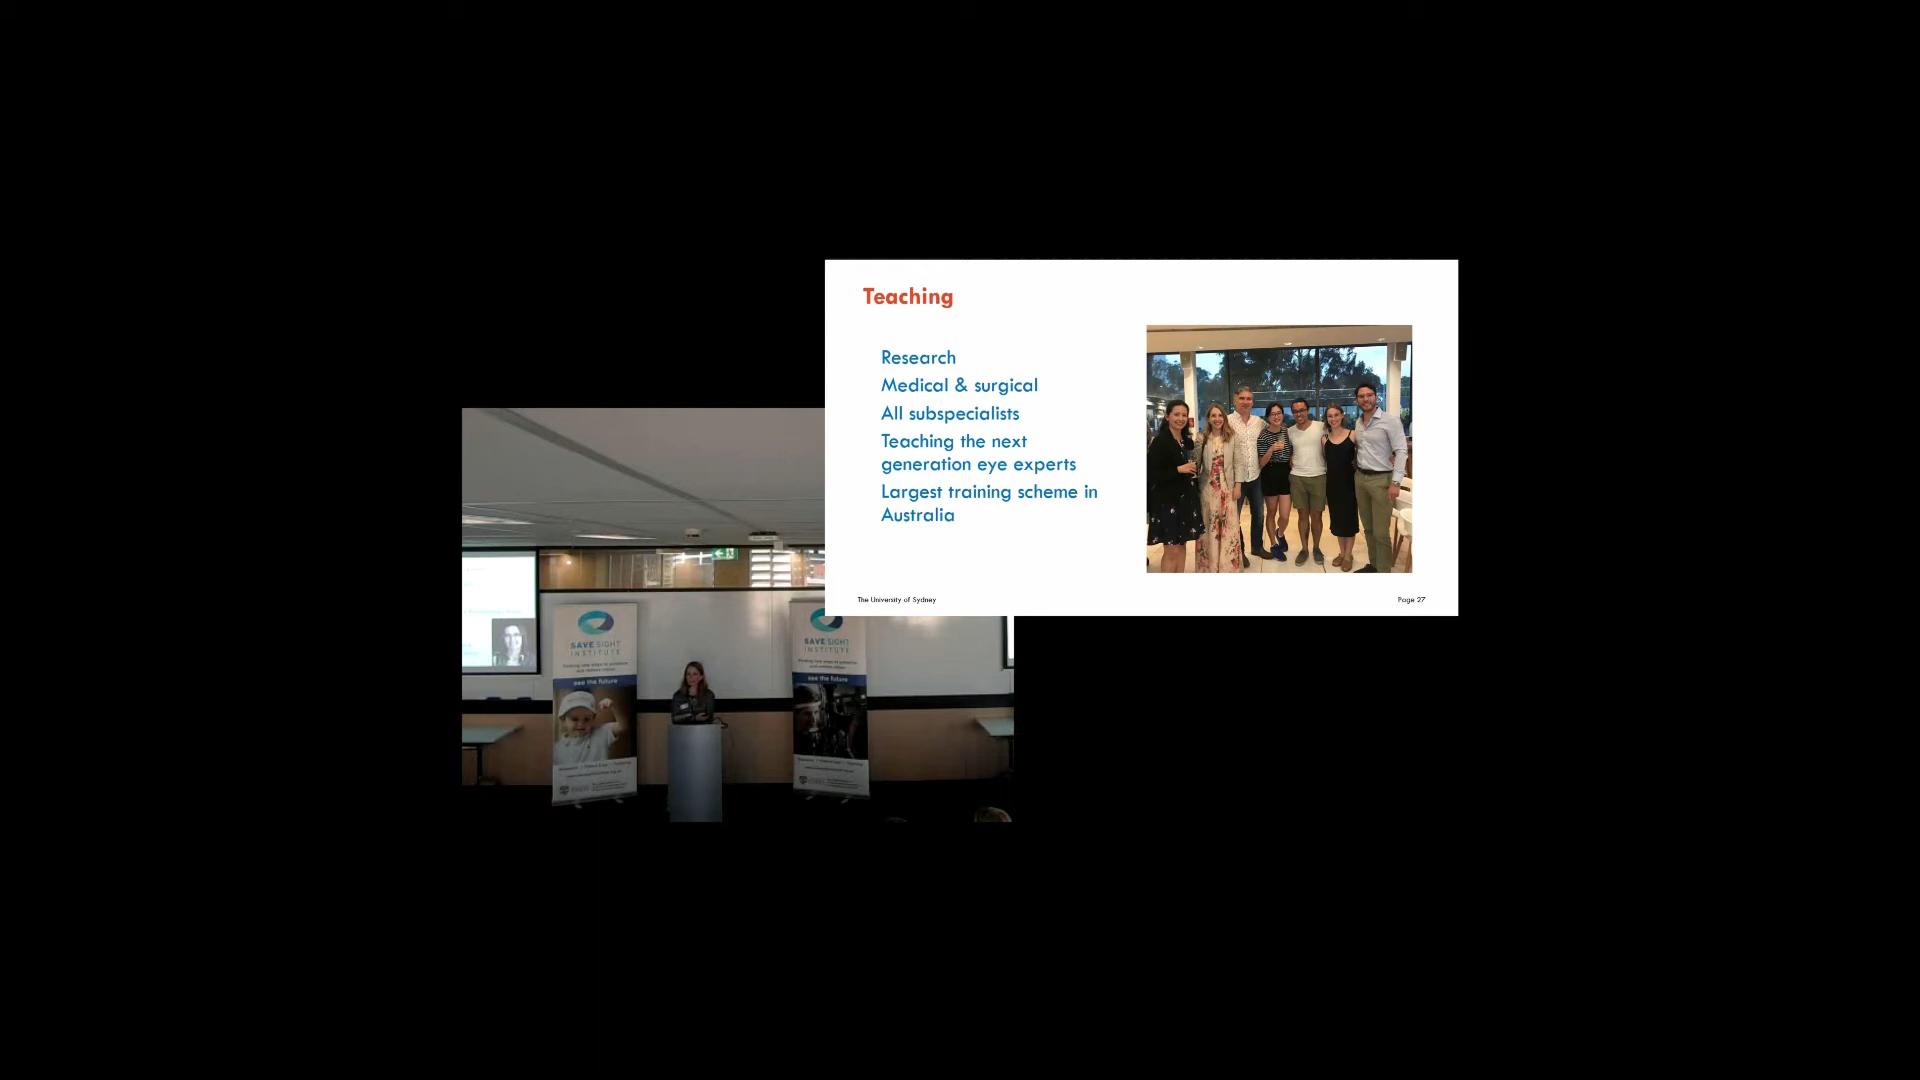 Teaching
Research
Medical & surgical
All subspecialists
Teaching the next
generation eye experts
Largest training scheme in
Australia
The University of Sydney
Page 27
SAVE SIGHT
INSTITUTE
see the future
SAVE SIGHT
INSTITUTE
see the future